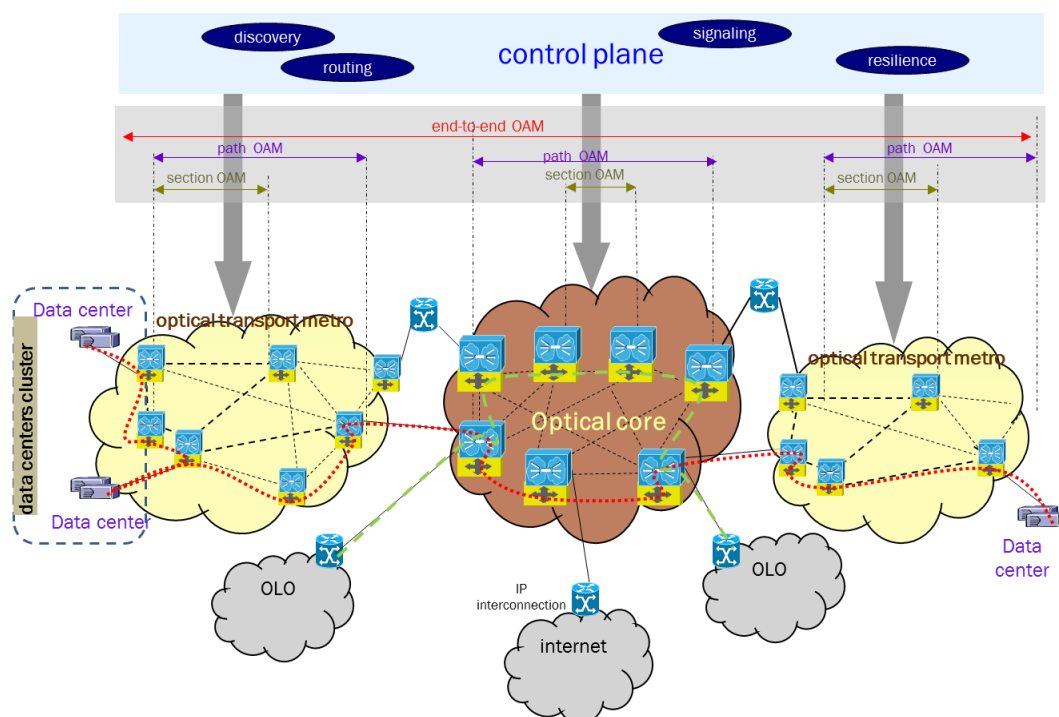 discovery
signaling
control plane
routing
resilience
end-to-end OAM
path OAM
path OAM
path OAM
section OAM
section OAM
section OAM
Data center
optical transport metro
optical transport metro
data centers cluster
Optical core
Data center
Data
center
OLO
OLO
IP
interconnection
internet